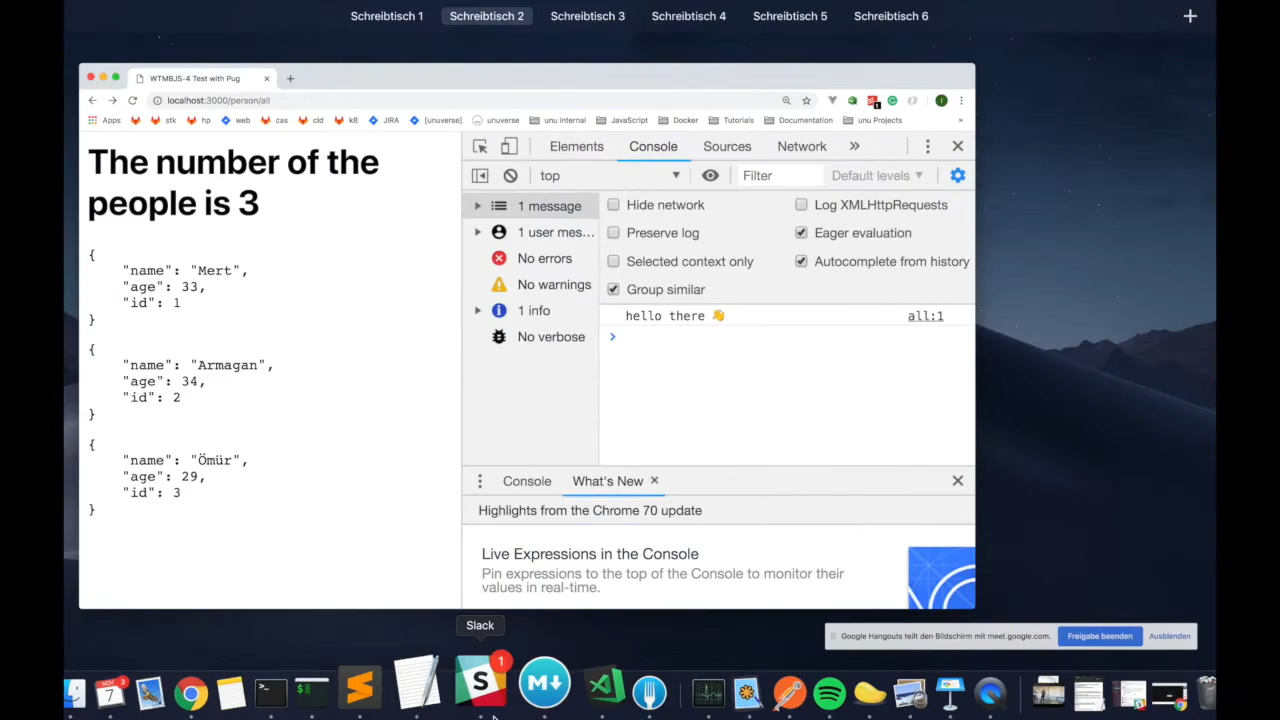 Schreibtisch 1 Schreibtisch 2 Schreibtisch 3 Schreibtisch 4 Schreibtisch 5 Schreibtisch 6
WTMBJS-4 Test with Pug
localhost:3000/person/all
Apps stk hp web cas cld k8 JIRA [unuverse] unuverse unu internal JavaScript Docker Tutorials Documentation unu Projects »
The number of the
people is 3
{
"name": "Mert",
"age": 33,
"id": 1
}
{
"name": "Armagan",
"age": 34,
"id": 2
}
{
"name": "Ömür",
"age": 29,
"id": 3
}
Elements Console Sources Network »
top Filter Default levels
1 message
1 user mes...
No errors
No warnings
1 info
No verbose
Hide network Log XMLHttpRequests
Preserve log Eager evaluation
Selected context only Autocomplete from history
Group similar
hello there 👋 all:1
Console What's New
Highlights from the Chrome 70 update
Live Expressions in the Console
Pin expressions to the top of the Console to monitor their
values in real-time.
Slack
Google Hangouts teilt den Bildschirm mit meet.google.com. Freigabe beenden Ausblenden
NOV 3
7
1
S
M